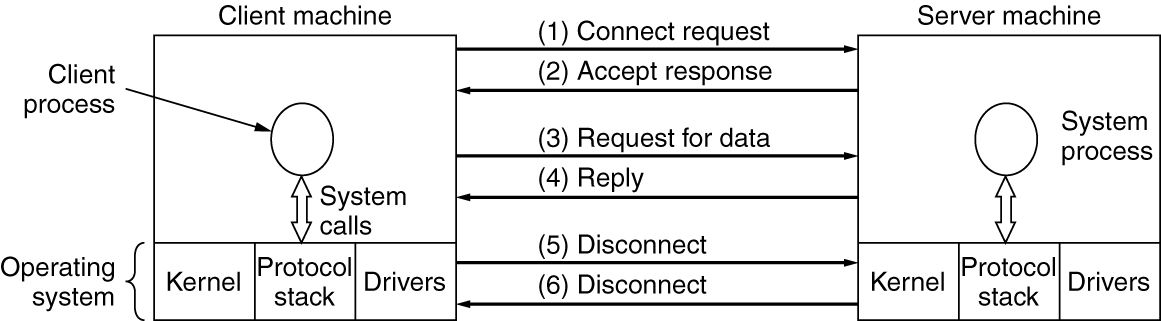 Client machine
Server machine
(1) Connect request
(2) Accept response
Client
process
(3) Request for data
System
process
(4) Reply
System
calls
(5) Disconnect
Operating
system
Kernel
Protocol
stack
Drivers
(6) Disconnect
Kernel
Protocol
stack
Drivers